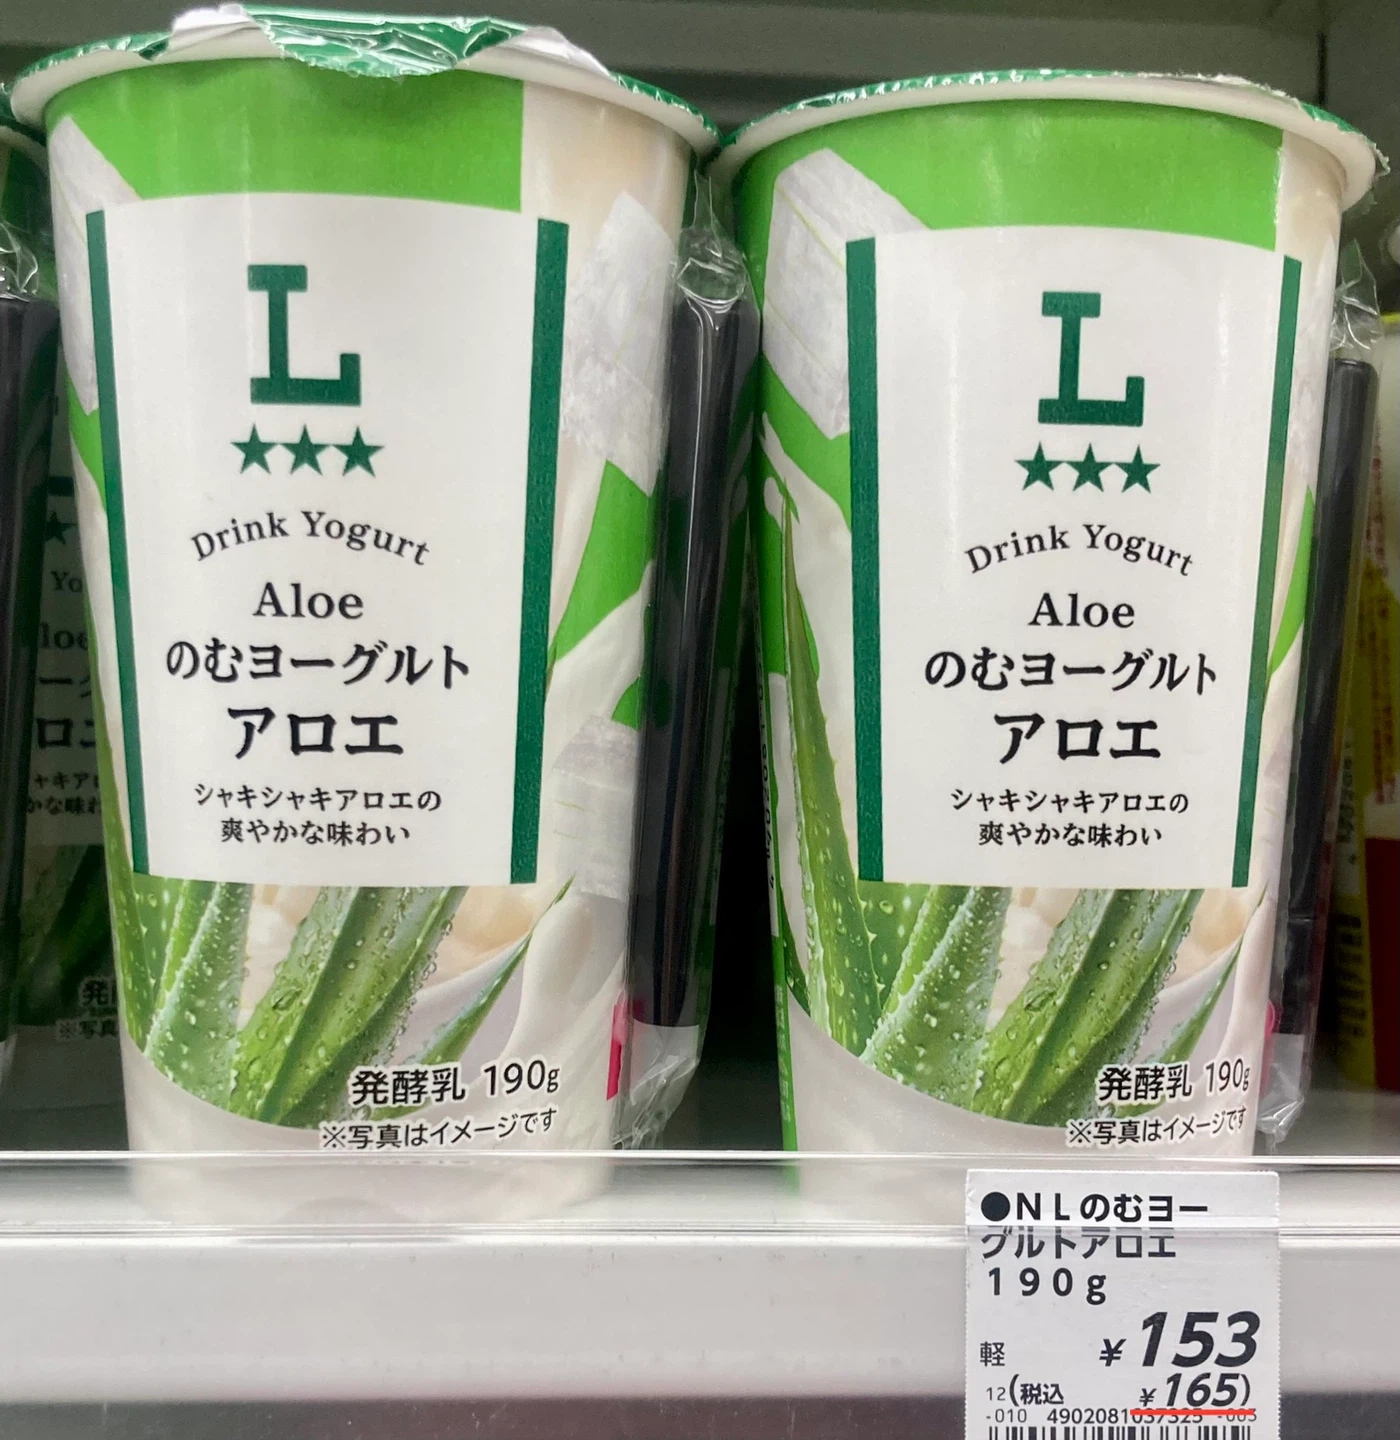 L
★★★
Drink Yogurt
Aloe
のむヨーグルト
アロエ
シャキシャキアロエの
爽やかな味わい
発酵乳 190g
※写真はイメージです
L
★★★
Drink Yogurt
Aloe
のむヨーグルト
アロエ
シャキシャキアロエの
爽やかな味わい
発酵乳 190g
※写真はイメージです
●NLのむヨー
グルトアロエ
190g
軽 ¥153
12(税込 ¥165)
-010 4902081037325 -003